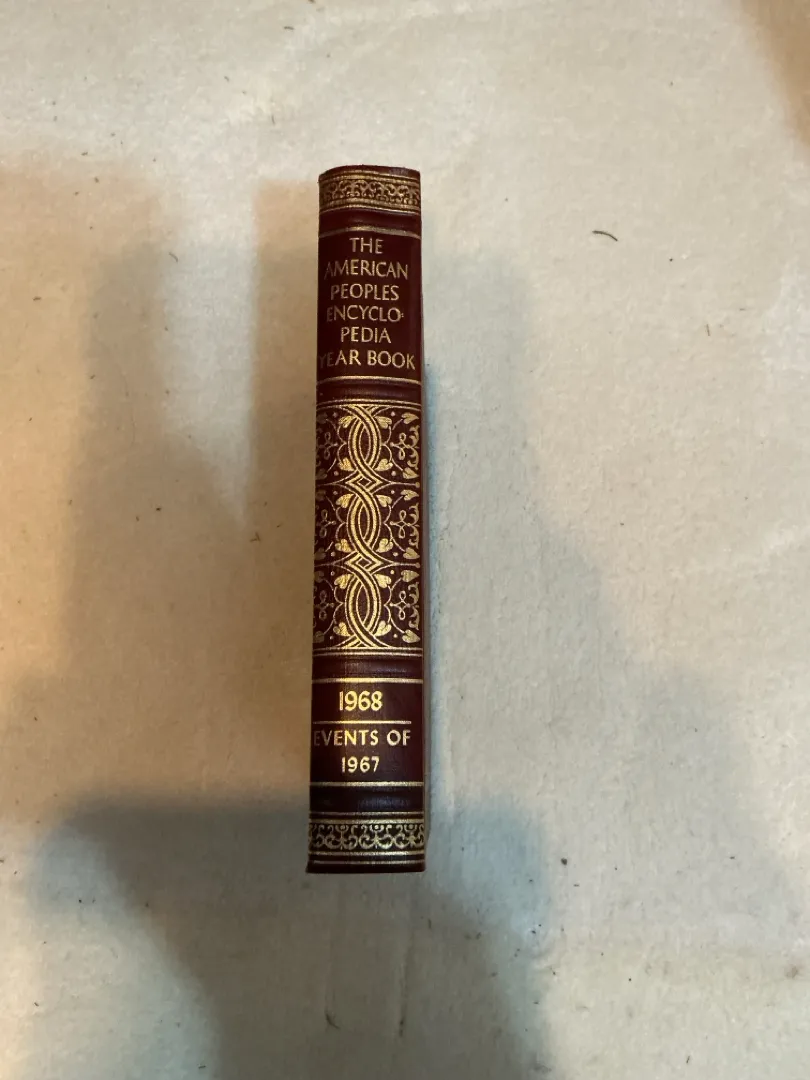 THE
AMERICAN
PEOPLES
ENCYCLO=
PEDIA
YEAR BOOK
1968
EVENTS OF
1967